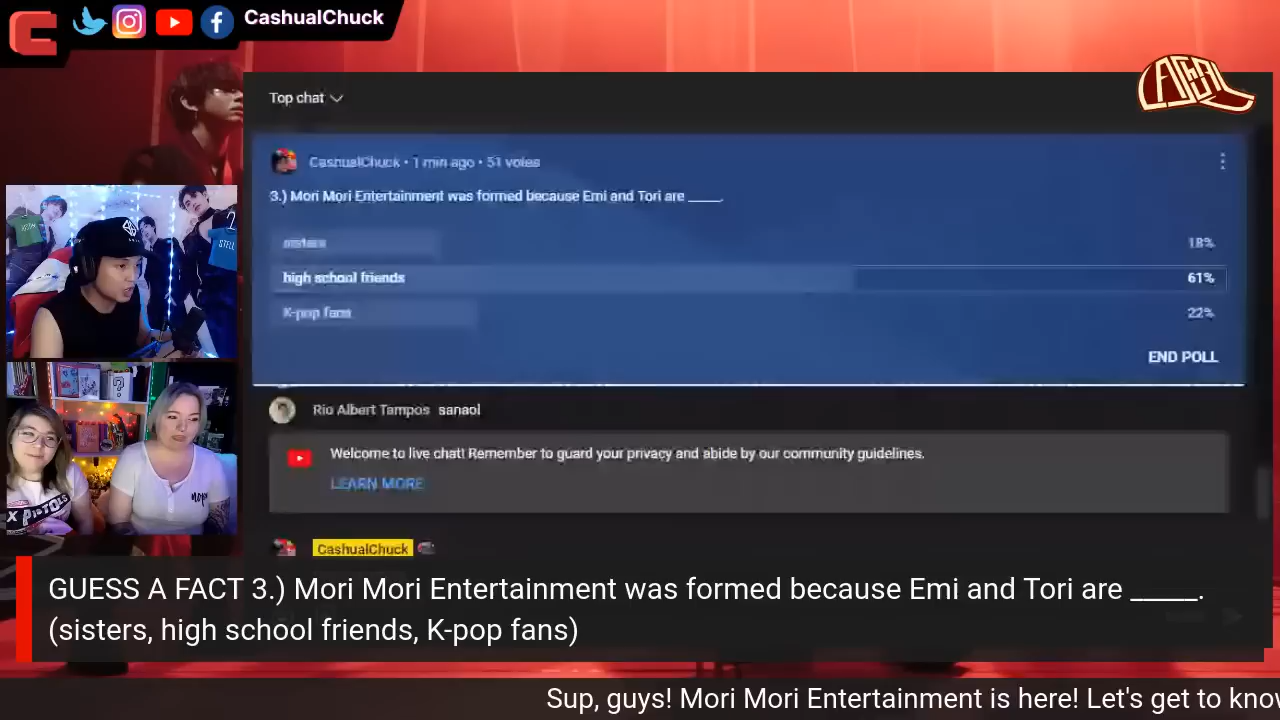 CashualChuck
CASHUAL
Top chat
CashualChuck • 1 min ago • 51 votes
3.) Mori Mori Entertainment was formed because Emi and Tori are _____.
sisters 18%
high school friends 61%
K-pop fans 22%
END POLL
STELL
Rio Albert Tampos sanaol
Welcome to live chat! Remember to guard your privacy and abide by our community guidelines.
LEARN MORE
nope
X PISTOLS
CashualChuck
GUESS A FACT 3.) Mori Mori Entertainment was formed because Emi and Tori are _____.
(sisters, high school friends, K-pop fans)
Sup, guys! Mori Mori Entertainment is here! Let's get to know